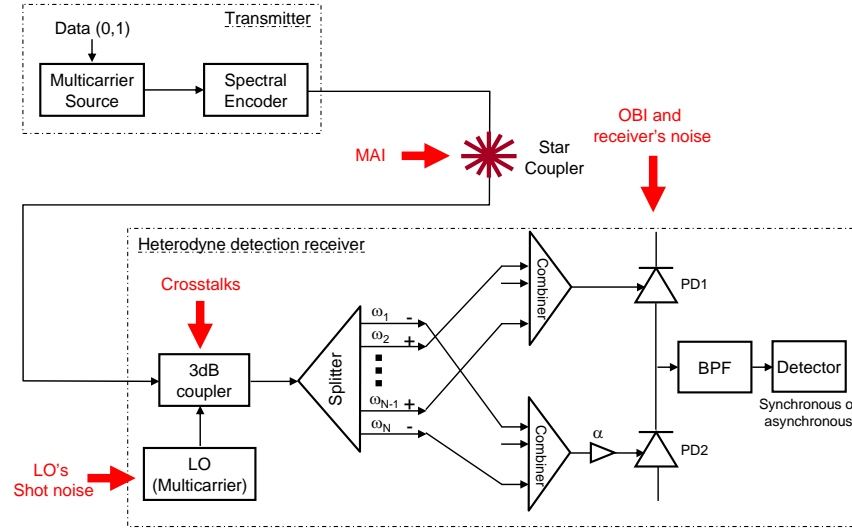 Transmitter
Data (0,1)
Multicarrier
Source
Spectral
Encoder
MAI
Star
Coupler
OBI and
receiver's noise
Heterodyne detection receiver
Crosstalks
3dB
coupler
LO
(Multicarrier)
LO's
Shot noise
Splitter
ω1 -
ω2 +
ωN-1 +
ωN -
Combiner
Combiner
α
PD1
PD2
BPF
Detector
Synchronous o
asynchronous